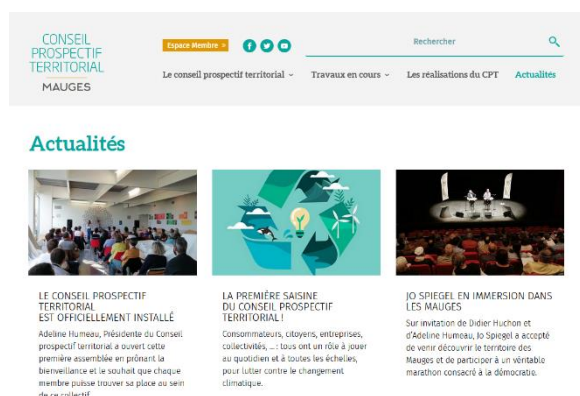 CONSEIL
PROSPECTIF
TERRITORIAL
MAUGES
Espace Membre >
Rechercher
Le conseil prospectif territorial
Travaux en cours
Les réalisations du CPT
Actualités
Actualités
LE CONSEIL PROSPECTIF
TERRITORIAL
EST OFFICIELLEMENT INSTALLÉ
Adeline Humeau, Présidente du Conseil
prospectif territorial a ouvert cette
première assemblée en prônant la
bienveillance et le souhait que chaque
membre puisse trouver sa place au sein
de ce collectif
LA PREMIÈRE SAISINE
DU CONSEIL PROSPECTIF
TERRITORIAL !
Consommateurs, citoyens, entreprises,
collectivités, ... : tous ont un rôle à jouer
au quotidien et à toutes les échelles,
pour lutter contre le changement
climatique.
JO SPIEGEL EN IMMERSION DANS
LES MAUGES
Sur invitation de Didier Huchon et
d'Adeline Humeau, Jo Spiegel a accepté
de venir découvrir le territoire des
Mauges et de participer à un véritable
marathon consacré à la démocratie.